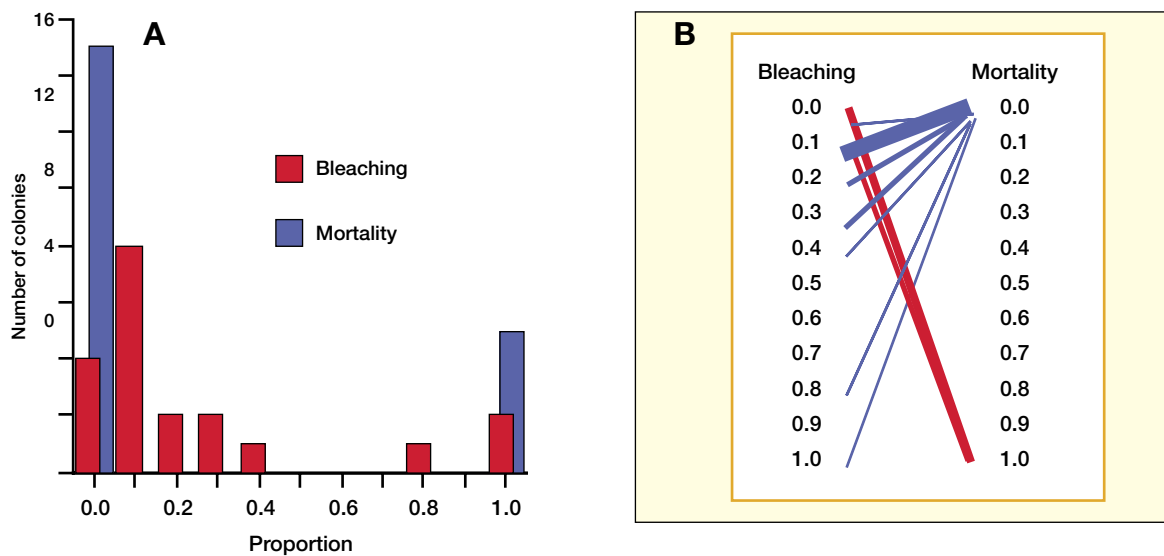 A
Number of colonies
16
12
8
4
0
Bleaching
Mortality
0.0 0.2 0.4 0.6 0.8 1.0
Proportion
B
Bleaching Mortality
0.0 0.0
0.1 0.1
0.2 0.2
0.3 0.3
0.4 0.4
0.5 0.5
0.6 0.6
0.7 0.7
0.8 0.8
0.9 0.9
1.0 1.0